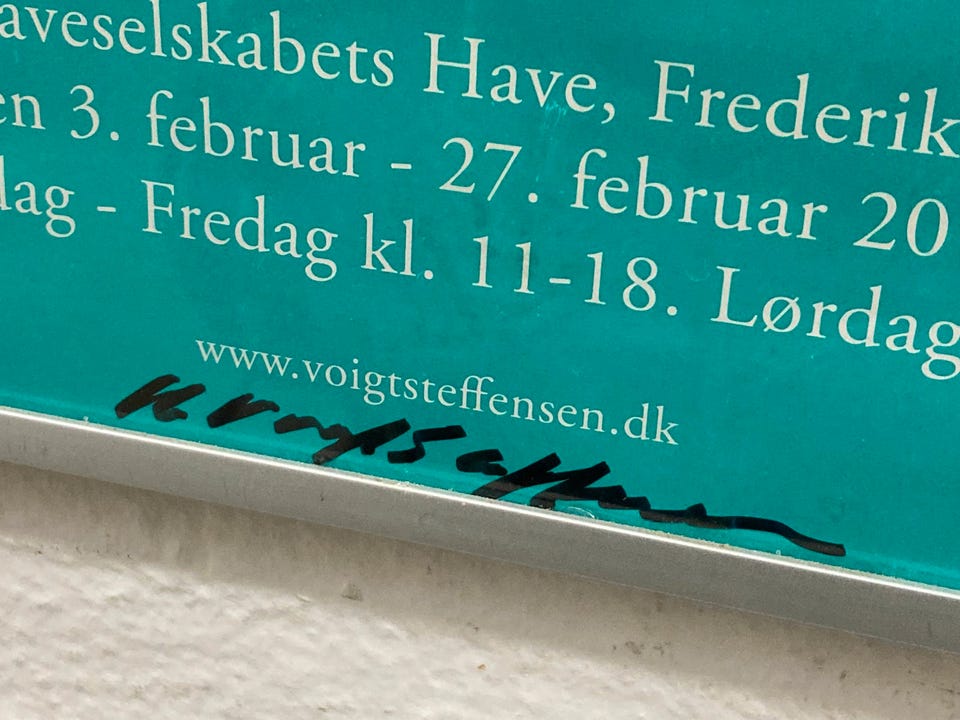 aveselskabets Have, Frederik
en 3. februar - 27. februar 20
dag - Fredag kl. 11-18. Lørdag
www.voigtsteffensen.dk